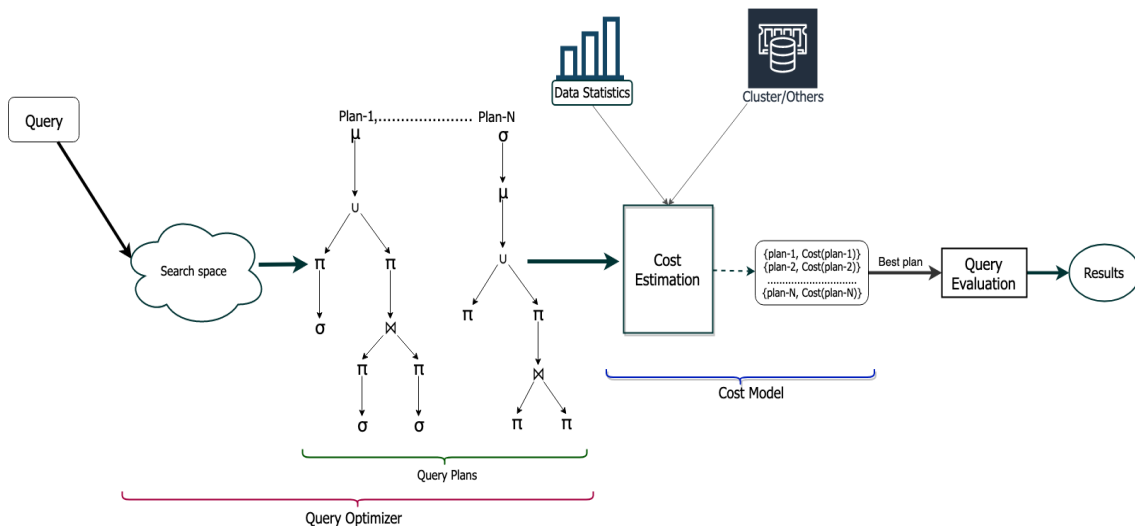 Query
Search space
Plan-1,...................... Plan-N
μ
∪
π π
σ ⋈
π π
σ σ
σ
μ
∪
π π
⋈
π π
Query Plans
Query Optimizer
Data Statistics
Cluster/Others
Cost
Estimation
{plan-1, Cost(plan-1)}
{plan-2, Cost(plan-2)}
..............................
{plan-N, Cost(plan-N)}
Cost Model
Best plan
Query
Evaluation
Results